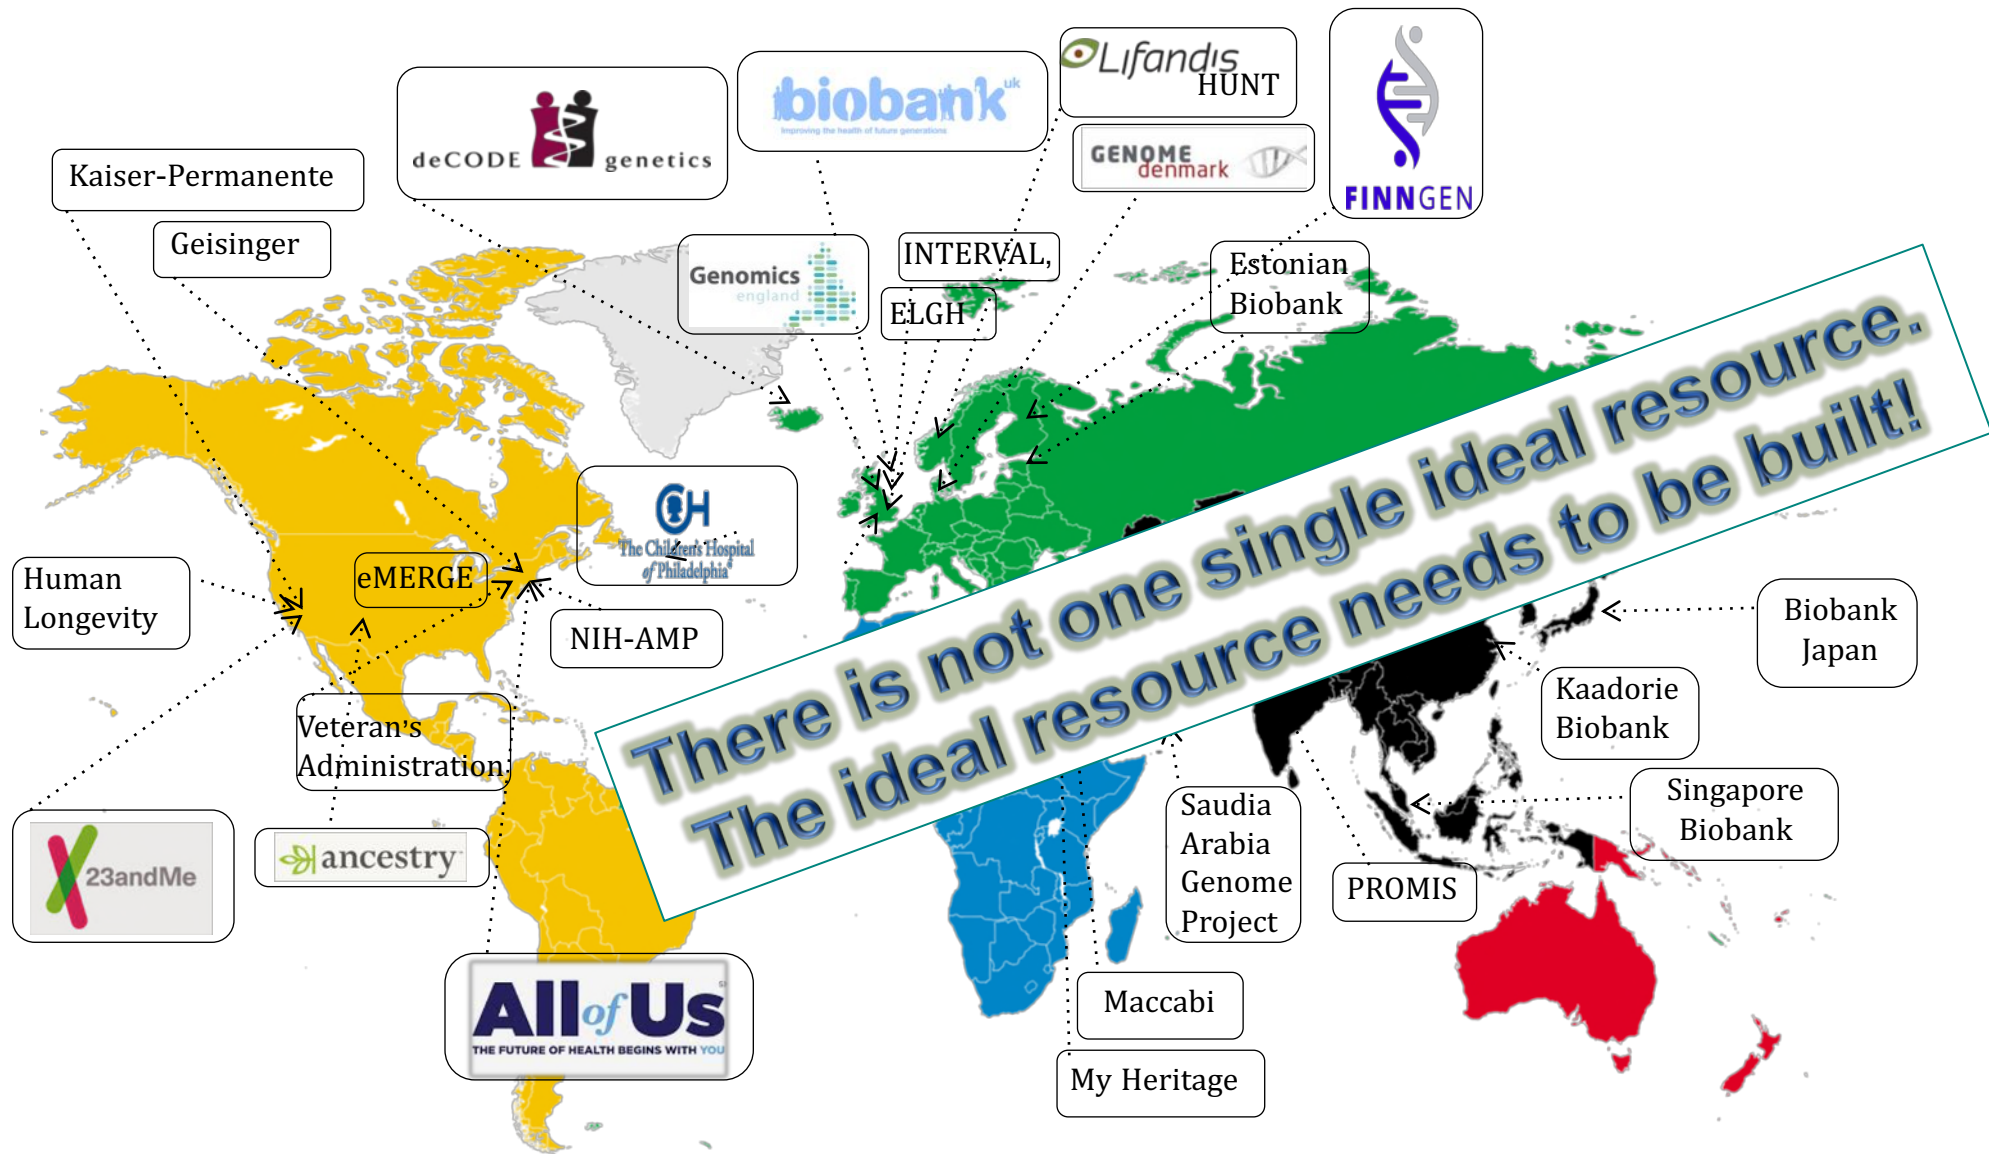 Lifandis
HUNT
biobank uk
Improving the health of future generations
deCODE genetics
GENOME
denmark
FINNGEN
Kaiser-Permanente
Geisinger
Genomics
england
INTERVAL,
ELGH
Estonian
Biobank
There is not one single ideal resource.
The ideal resource needs to be built!
CH
The Children's Hospital
of Philadelphia®
Human
Longevity
eMERGE
NIH-AMP
Biobank
Japan
Kaadorie
Biobank
Veteran's
Administration
Singapore
Biobank
Saudia
Arabia
Genome
Project
PROMIS
23andMe
ancestry
All of Us
THE FUTURE OF HEALTH BEGINS WITH YOU
Maccabi
My Heritage